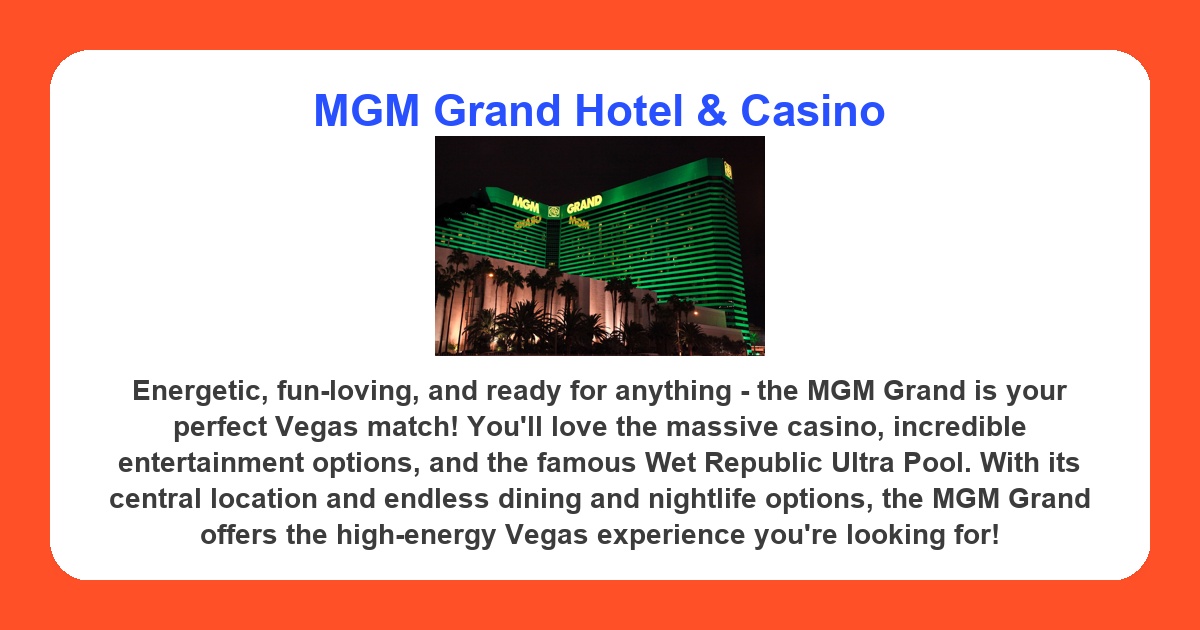 MGM Grand Hotel & Casino
MGM GRAND
Energetic, fun-loving, and ready for anything - the MGM Grand is your
perfect Vegas match! You'll love the massive casino, incredible
entertainment options, and the famous Wet Republic Ultra Pool. With its
central location and endless dining and nightlife options, the MGM Grand
offers the high-energy Vegas experience you're looking for!